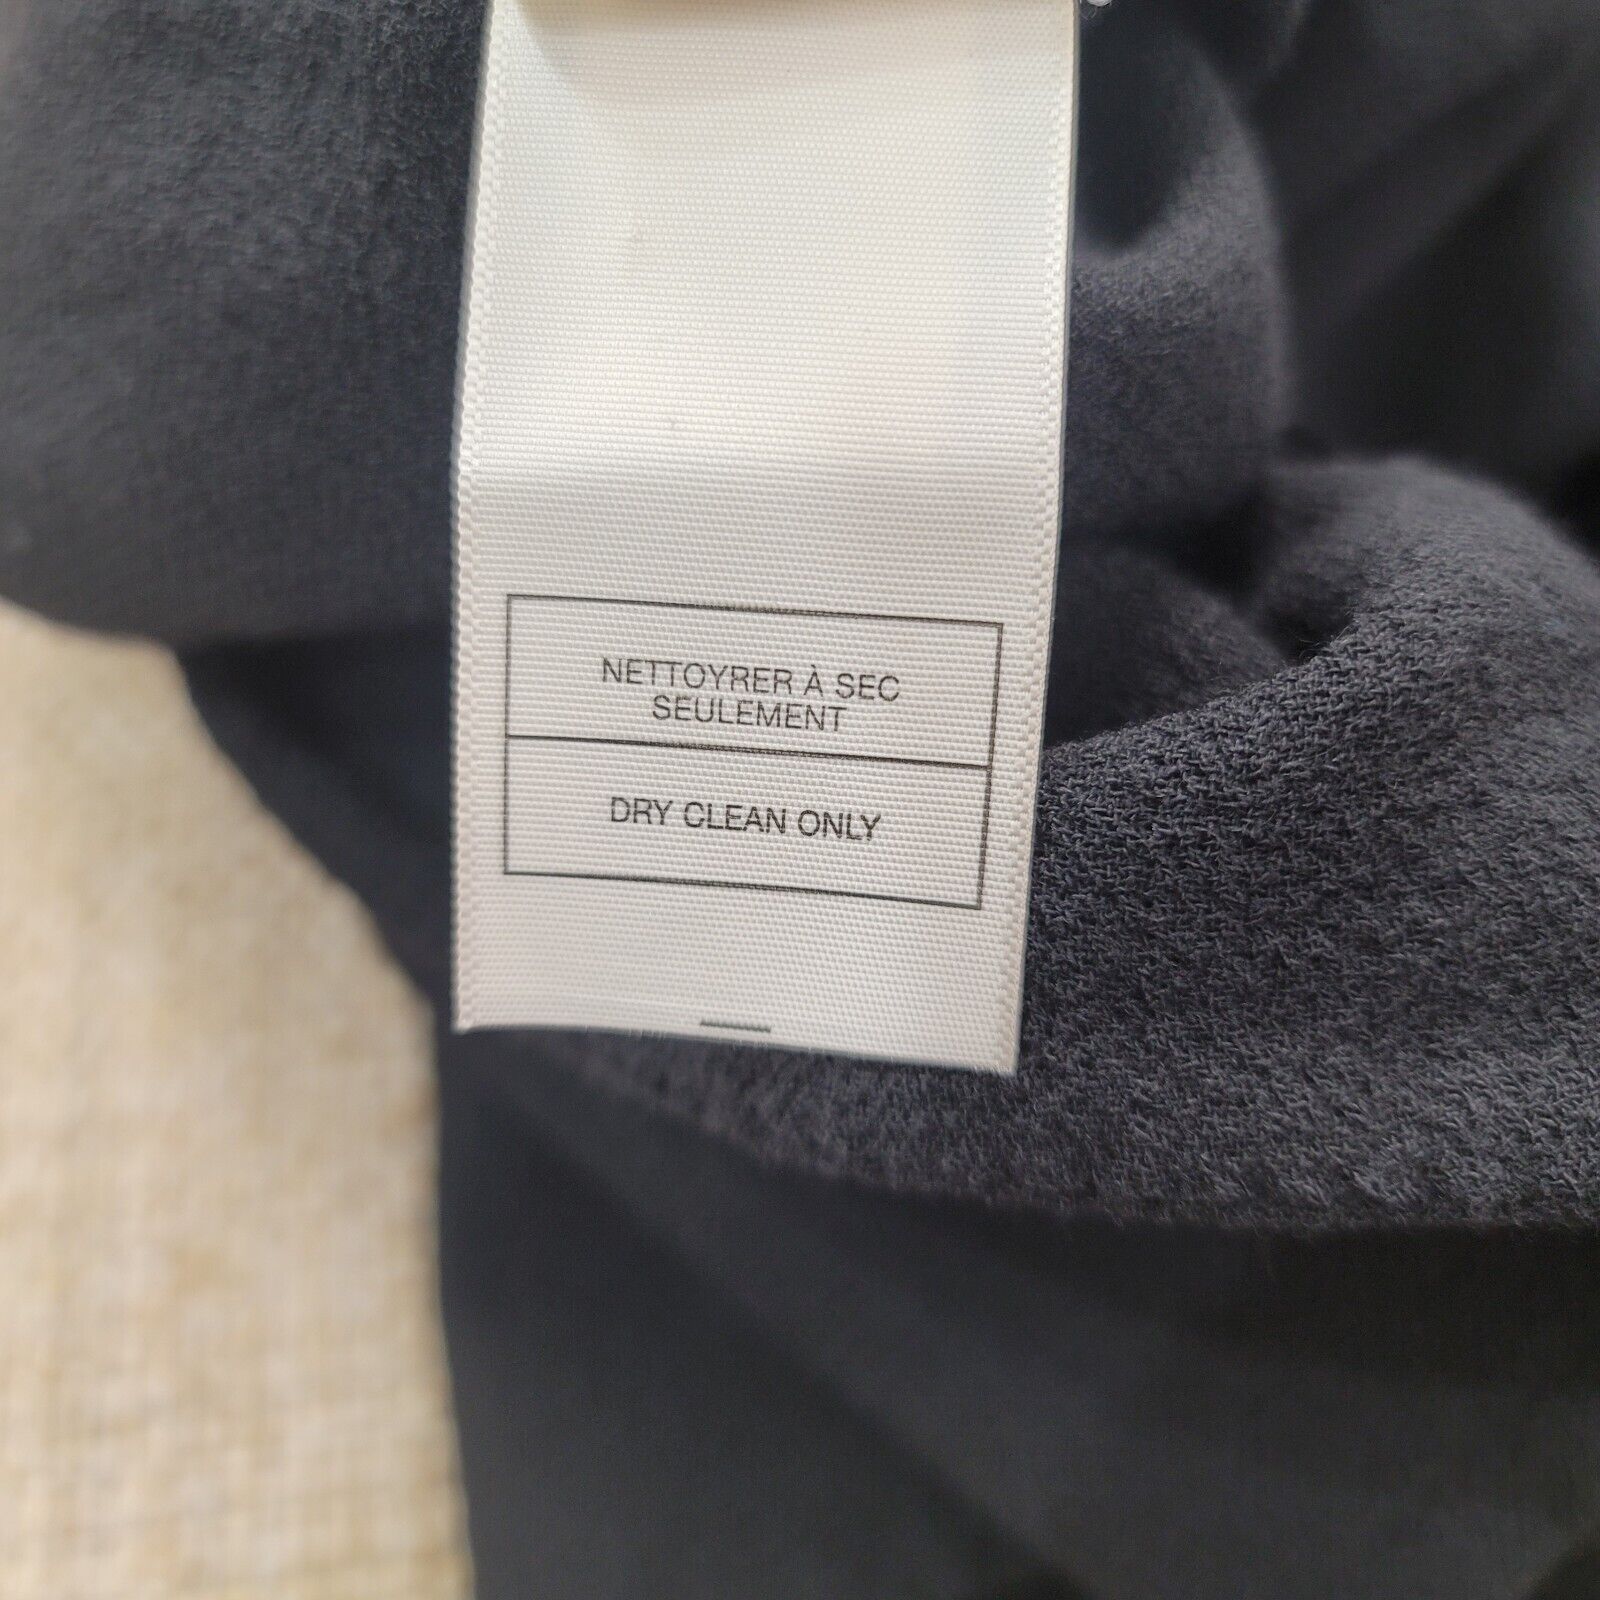 NETTOYRER À SEC
SEULEMENT
DRY CLEAN ONLY